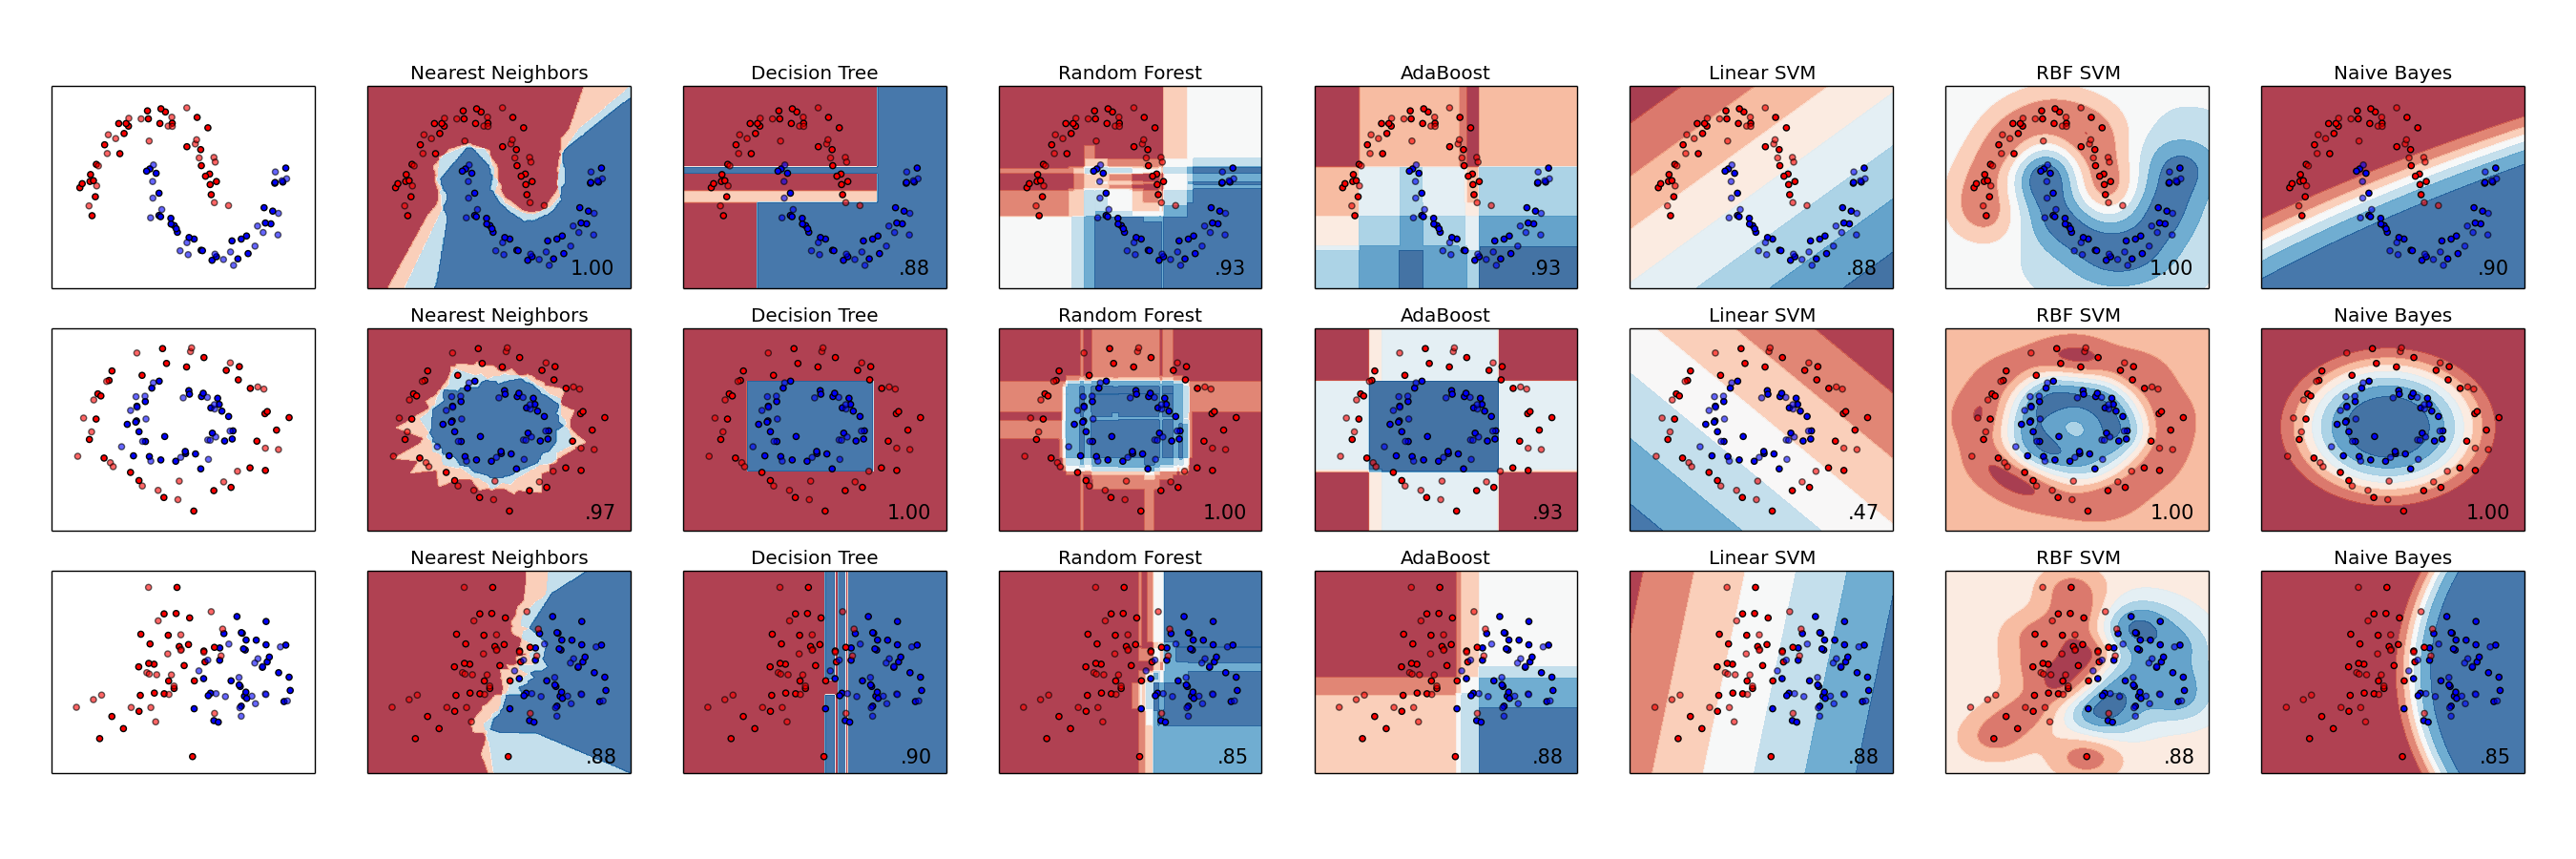 Nearest Neighbors Decision Tree Random Forest AdaBoost Linear SVM RBF SVM Naive Bayes
1.00 .88 .93 .93 .88 1.00 .90
Nearest Neighbors Decision Tree Random Forest AdaBoost Linear SVM RBF SVM Naive Bayes
.97 1.00 1.00 .93 .47 1.00 1.00
Nearest Neighbors Decision Tree Random Forest AdaBoost Linear SVM RBF SVM Naive Bayes
.88 .90 .85 .88 .88 .88 .85